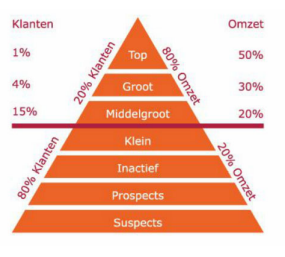 Klanten
Omzet
1%
Top
50%
4%
Groot
30%
15%
Middelgroot
20%
20% Klanten
80% Omzet
Klein
Inactief
Prospects
Suspects
80% Klanten
20% Omzet